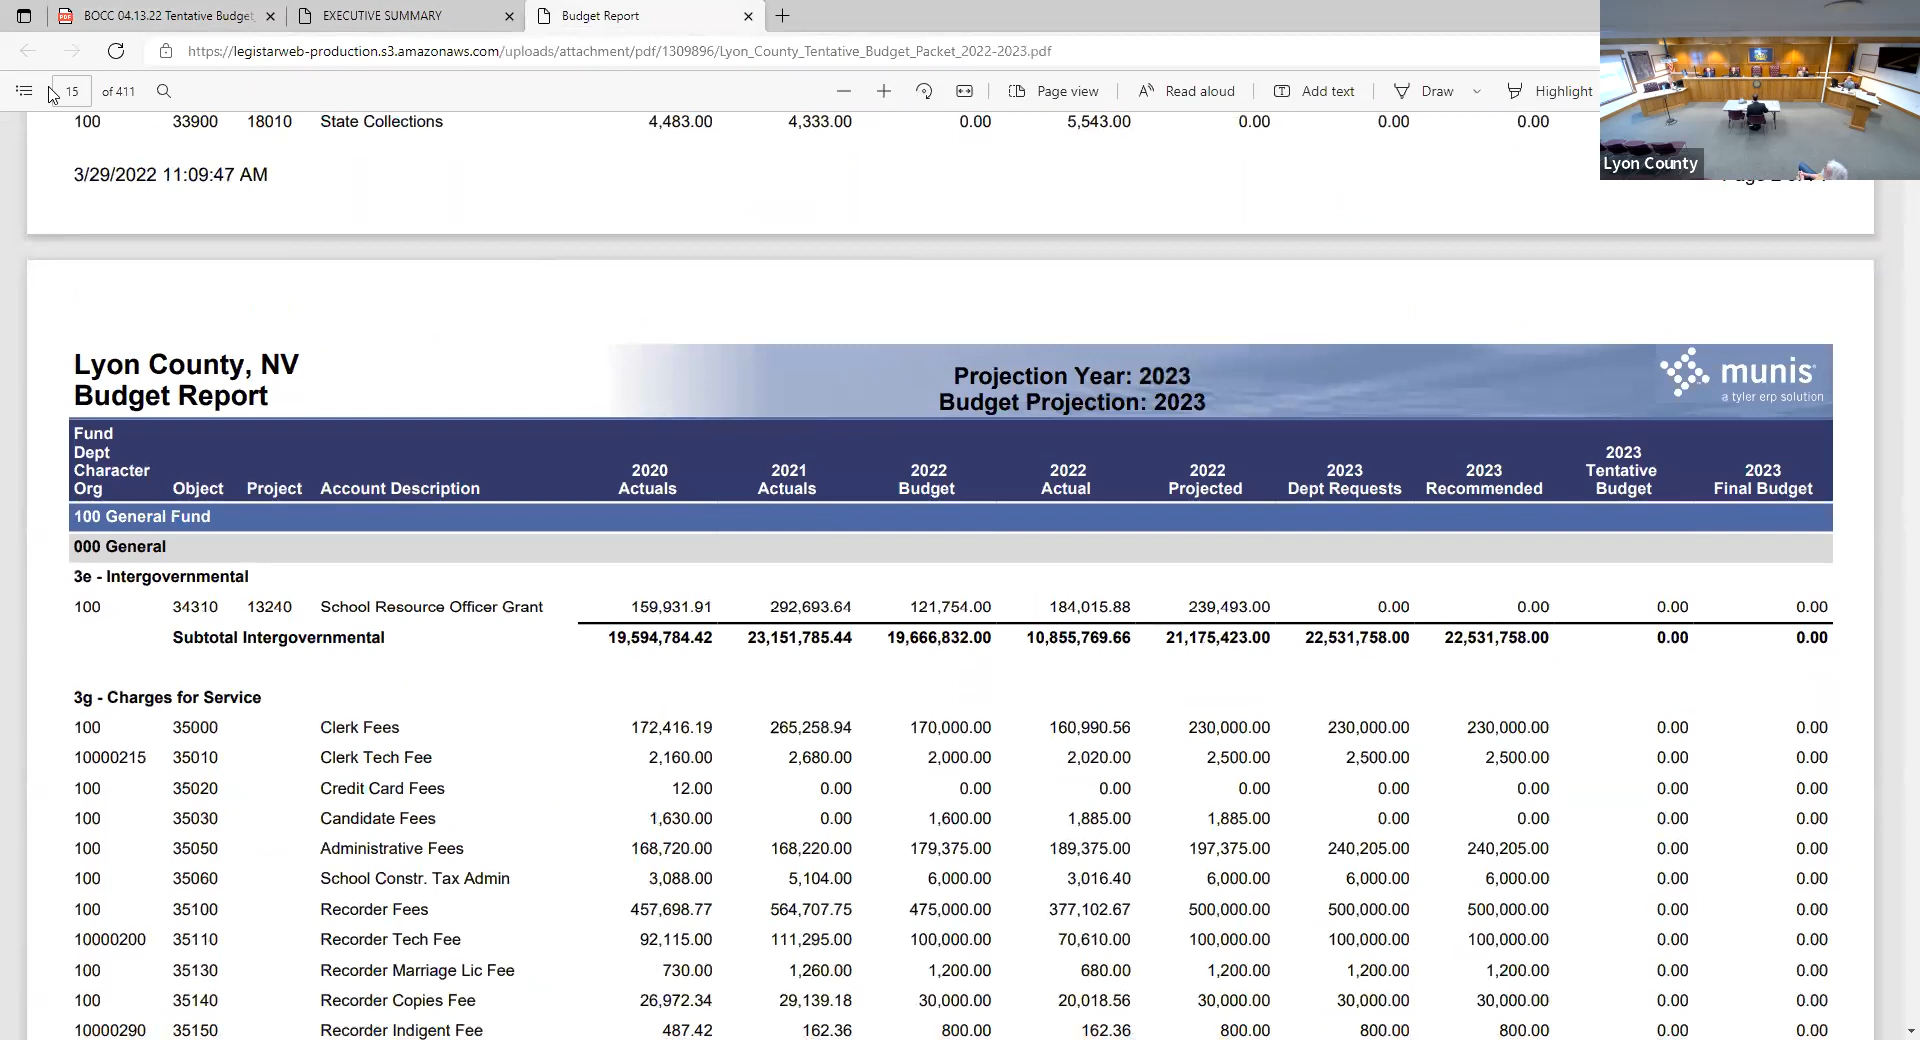 BOCC 04.13.22 Tentative Budget
EXECUTIVE SUMMARY
Budget Report
https://legistarweb-production.s3.amazonaws.com/uploads/attachment/pdf/1309896/Lyon_County_Tentative_Budget_Packet_2022-2023.pdf
15 of 411 Page view Read aloud Add text Draw Highlight
Lyon County
100 33900 18010 State Collections 4,483.00 4,333.00 0.00 5,543.00 0.00 0.00 0.00
3/29/2022 11:09:47 AM
Lyon County, NV
Budget Report
Projection Year: 2023
Budget Projection: 2023
munis
a tyler erp solution
Fund
Dept
Character
Org Object Project Account Description 2020 Actuals 2021 Actuals 2022 Budget 2022 Actual 2022 Projected 2023 Dept Requests 2023 Recommended 2023 Tentative Budget 2023 Final Budget
100 General Fund
000 General
3e - Intergovernmental
100 34310 13240 School Resource Officer Grant 159,931.91 292,693.64 121,754.00 184,015.88 239,493.00 0.00 0.00 0.00 0.00
Subtotal Intergovernmental 19,594,784.42 23,151,785.44 19,666,832.00 10,855,769.66 21,175,423.00 22,531,758.00 22,531,758.00 0.00 0.00
3g - Charges for Service
100 35000 Clerk Fees 172,416.19 265,258.94 170,000.00 160,990.56 230,000.00 230,000.00 230,000.00 0.00 0.00
10000215 35010 Clerk Tech Fee 2,160.00 2,680.00 2,000.00 2,020.00 2,500.00 2,500.00 2,500.00 0.00 0.00
100 35020 Credit Card Fees 12.00 0.00 0.00 0.00 0.00 0.00 0.00 0.00 0.00
100 35030 Candidate Fees 1,630.00 0.00 1,600.00 1,885.00 1,885.00 0.00 0.00 0.00 0.00
100 35050 Administrative Fees 168,720.00 168,220.00 179,375.00 189,375.00 197,375.00 240,205.00 240,205.00 0.00 0.00
100 35060 School Constr. Tax Admin 3,088.00 5,104.00 6,000.00 3,016.40 6,000.00 6,000.00 6,000.00 0.00 0.00
100 35100 Recorder Fees 457,698.77 564,707.75 475,000.00 377,102.67 500,000.00 500,000.00 500,000.00 0.00 0.00
10000200 35110 Recorder Tech Fee 92,115.00 111,295.00 100,000.00 70,610.00 100,000.00 100,000.00 100,000.00 0.00 0.00
100 35130 Recorder Marriage Lic Fee 730.00 1,260.00 1,200.00 680.00 1,200.00 1,200.00 1,200.00 0.00 0.00
100 35140 Recorder Copies Fee 26,972.34 29,139.18 30,000.00 20,018.56 30,000.00 30,000.00 30,000.00 0.00 0.00
10000290 35150 Recorder Indigent Fee 487.42 162.36 800.00 162.36 800.00 800.00 800.00 0.00 0.00